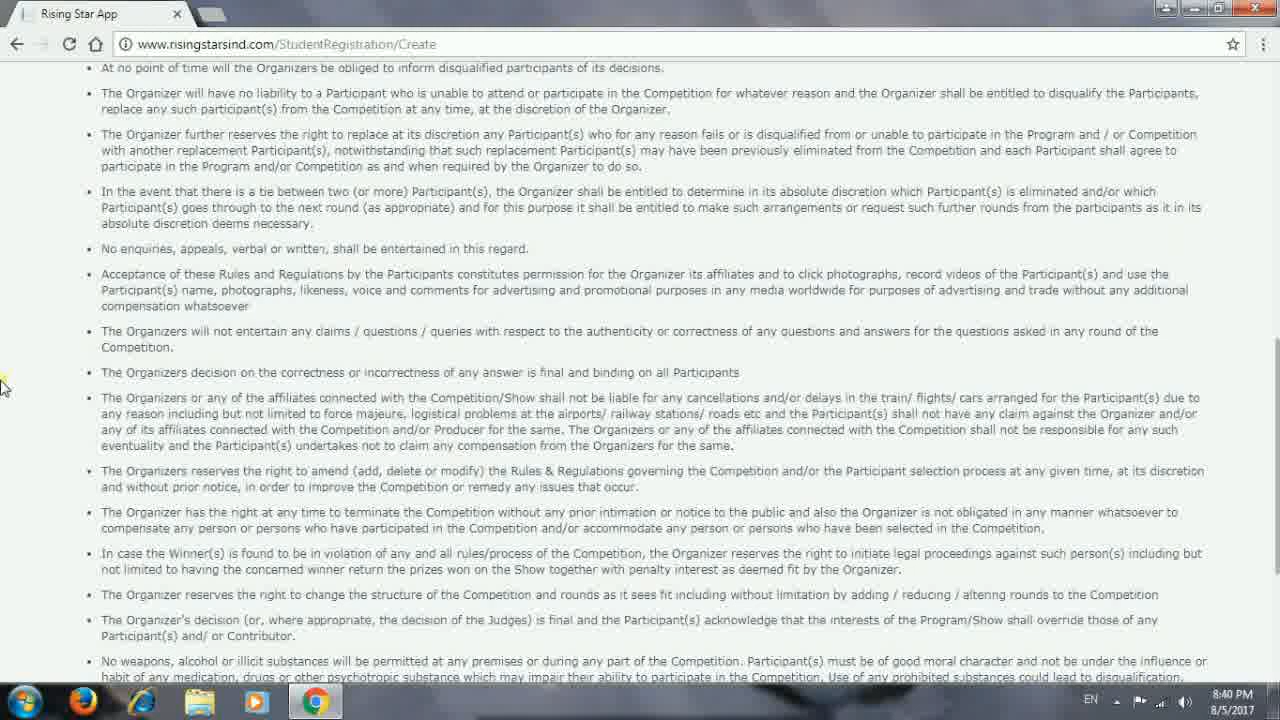 Rising Star App
www.risingstarsind.com/StudentRegistration/Create
At no point of time will the Organizers be obliged to inform disqualified participants of its decisions.
The Organizer will have no liability to a Participant who is unable to attend or participate in the Competition for whatever reason and the Organizer shall be entitled to disqualify the Participants,
replace any such participant(s) from the Competition at any time, at the discretion of the Organizer.
The Organizer further reserves the right to replace at its discretion any Participant(s) who for any reason fails or is disqualified from or unable to participate in the Program and / or Competition
with another replacement Participant(s), notwithstanding that such replacement Participant(s) may have been previously eliminated from the Competition and each Participant shall agree to
participate in the Program and/or Competition as and when required by the Organizer to do so.
In the event that there is a tie between two (or more) Participant(s), the Organizer shall be entitled to determine in its absolute discretion which Participant(s) is eliminated and/or which
Participant(s) goes through to the next round (as appropriate) and for this purpose it shall be entitled to make such arrangements or request such further rounds from the participants as it in its
absolute discretion deems necessary.
No enquiries, appeals, verbal or written, shall be entertained in this regard.
Acceptance of these Rules and Regulations by the Participants constitutes permission for the Organizer its affiliates and to click photographs, record videos of the Participant(s) and use the
Participant(s) name, photographs, likeness, voice and comments for advertising and promotional purposes in any media worldwide for purposes of advertising and trade without any additional
compensation whatsoever
The Organizers will not entertain any claims / questions / queries with respect to the authenticity or correctness of any questions and answers for the questions asked in any round of the
Competition.
The Organizers decision on the correctness or incorrectness of any answer is final and binding on all Participants
The Organizers or any of the affiliates connected with the Competition/Show shall not be liable for any cancellations and/or delays in the train/ flights/ cars arranged for the Participant(s) due to
any reason including but not limited to force majeure, logistical problems at the airports/ railway stations/ roads etc and the Participant(s) shall not have any claim against the Organizer and/or
any of its affiliates connected with the Competition and/or Producer for the same. The Organizers or any of the affiliates connected with the Competition shall not be responsible for any such
eventuality and the Participant(s) undertakes not to claim any compensation from the Organizers for the same.
The Organizers reserves the right to amend (add, delete or modify) the Rules & Regulations governing the Competition and/or the Participant selection process at any given time, at its discretion
and without prior notice, in order to improve the Competition or remedy any issues that occur.
The Organizer has the right at any time to terminate the Competition without any prior intimation or notice to the public and also the Organizer is not obligated in any manner whatsoever to
compensate any person or persons who have participated in the Competition and/or accommodate any person or persons who have been selected in the Competition.
In case the Winner(s) is found to be in violation of any and all rules/process of the Competition, the Organizer reserves the right to initiate legal proceedings against such person(s) including but
not limited to having the concerned winner return the prizes won on the Show together with penalty interest as deemed fit by the Organizer.
The Organizer reserves the right to change the structure of the Competition and rounds as it sees fit including without limitation by adding / reducing / altering rounds to the Competition
The Organizer's decision (or, where appropriate, the decision of the Judges) is final and the Participant(s) acknowledge that the interests of the Program/Show shall override those of any
Participant(s) and/ or Contributor.
No weapons, alcohol or illicit substances will be permitted at any premises or during any part of the Competition. Participant(s) must be of good moral character and not be under the influence or
habit of any medication, drugs or other psychotropic substance which may impair their ability to participate in the Competition. Use of any prohibited substances could lead to disqualification.
EN
8:40 PM
8/5/2017